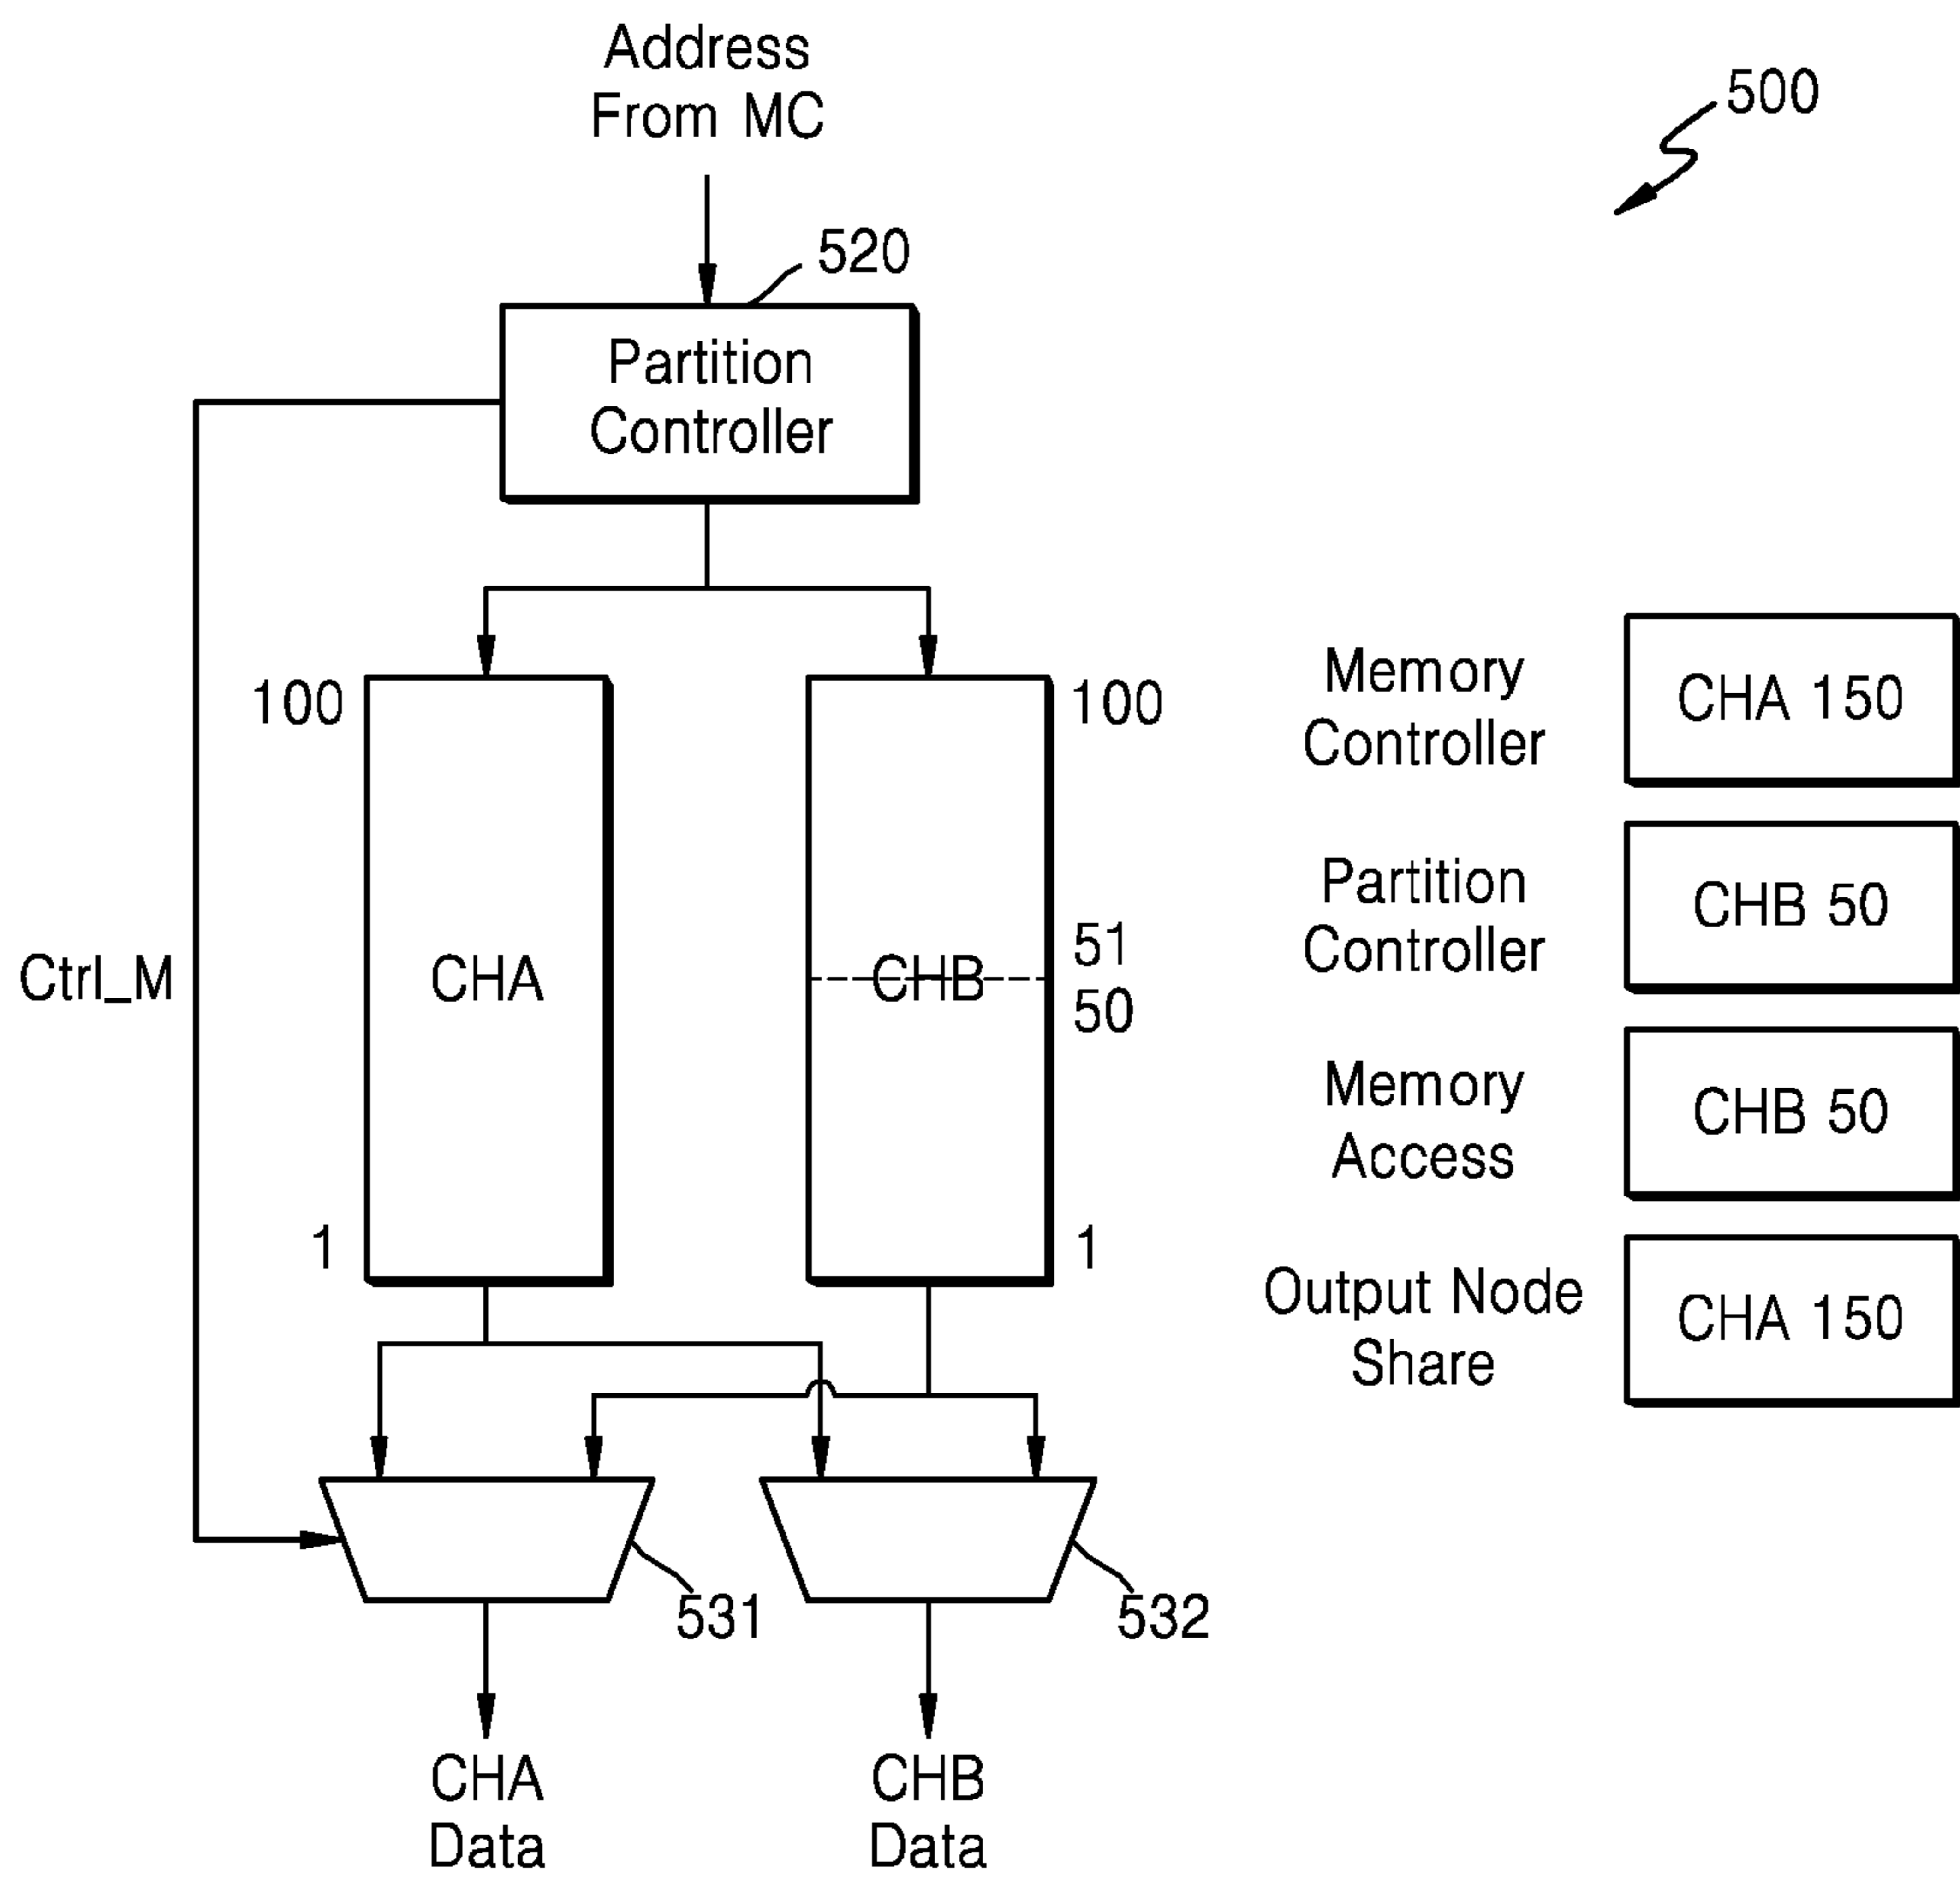 Address
From MC
500
520
Partition
Controller
100
100
Memory
Controller
CHA 150
Partition
Controller
CHB 50
Ctrl_M
CHA
CHB
51
50
Memory
Access
CHB 50
1
1
Output Node
Share
CHA 150
531
532
CHA
Data
CHB
Data